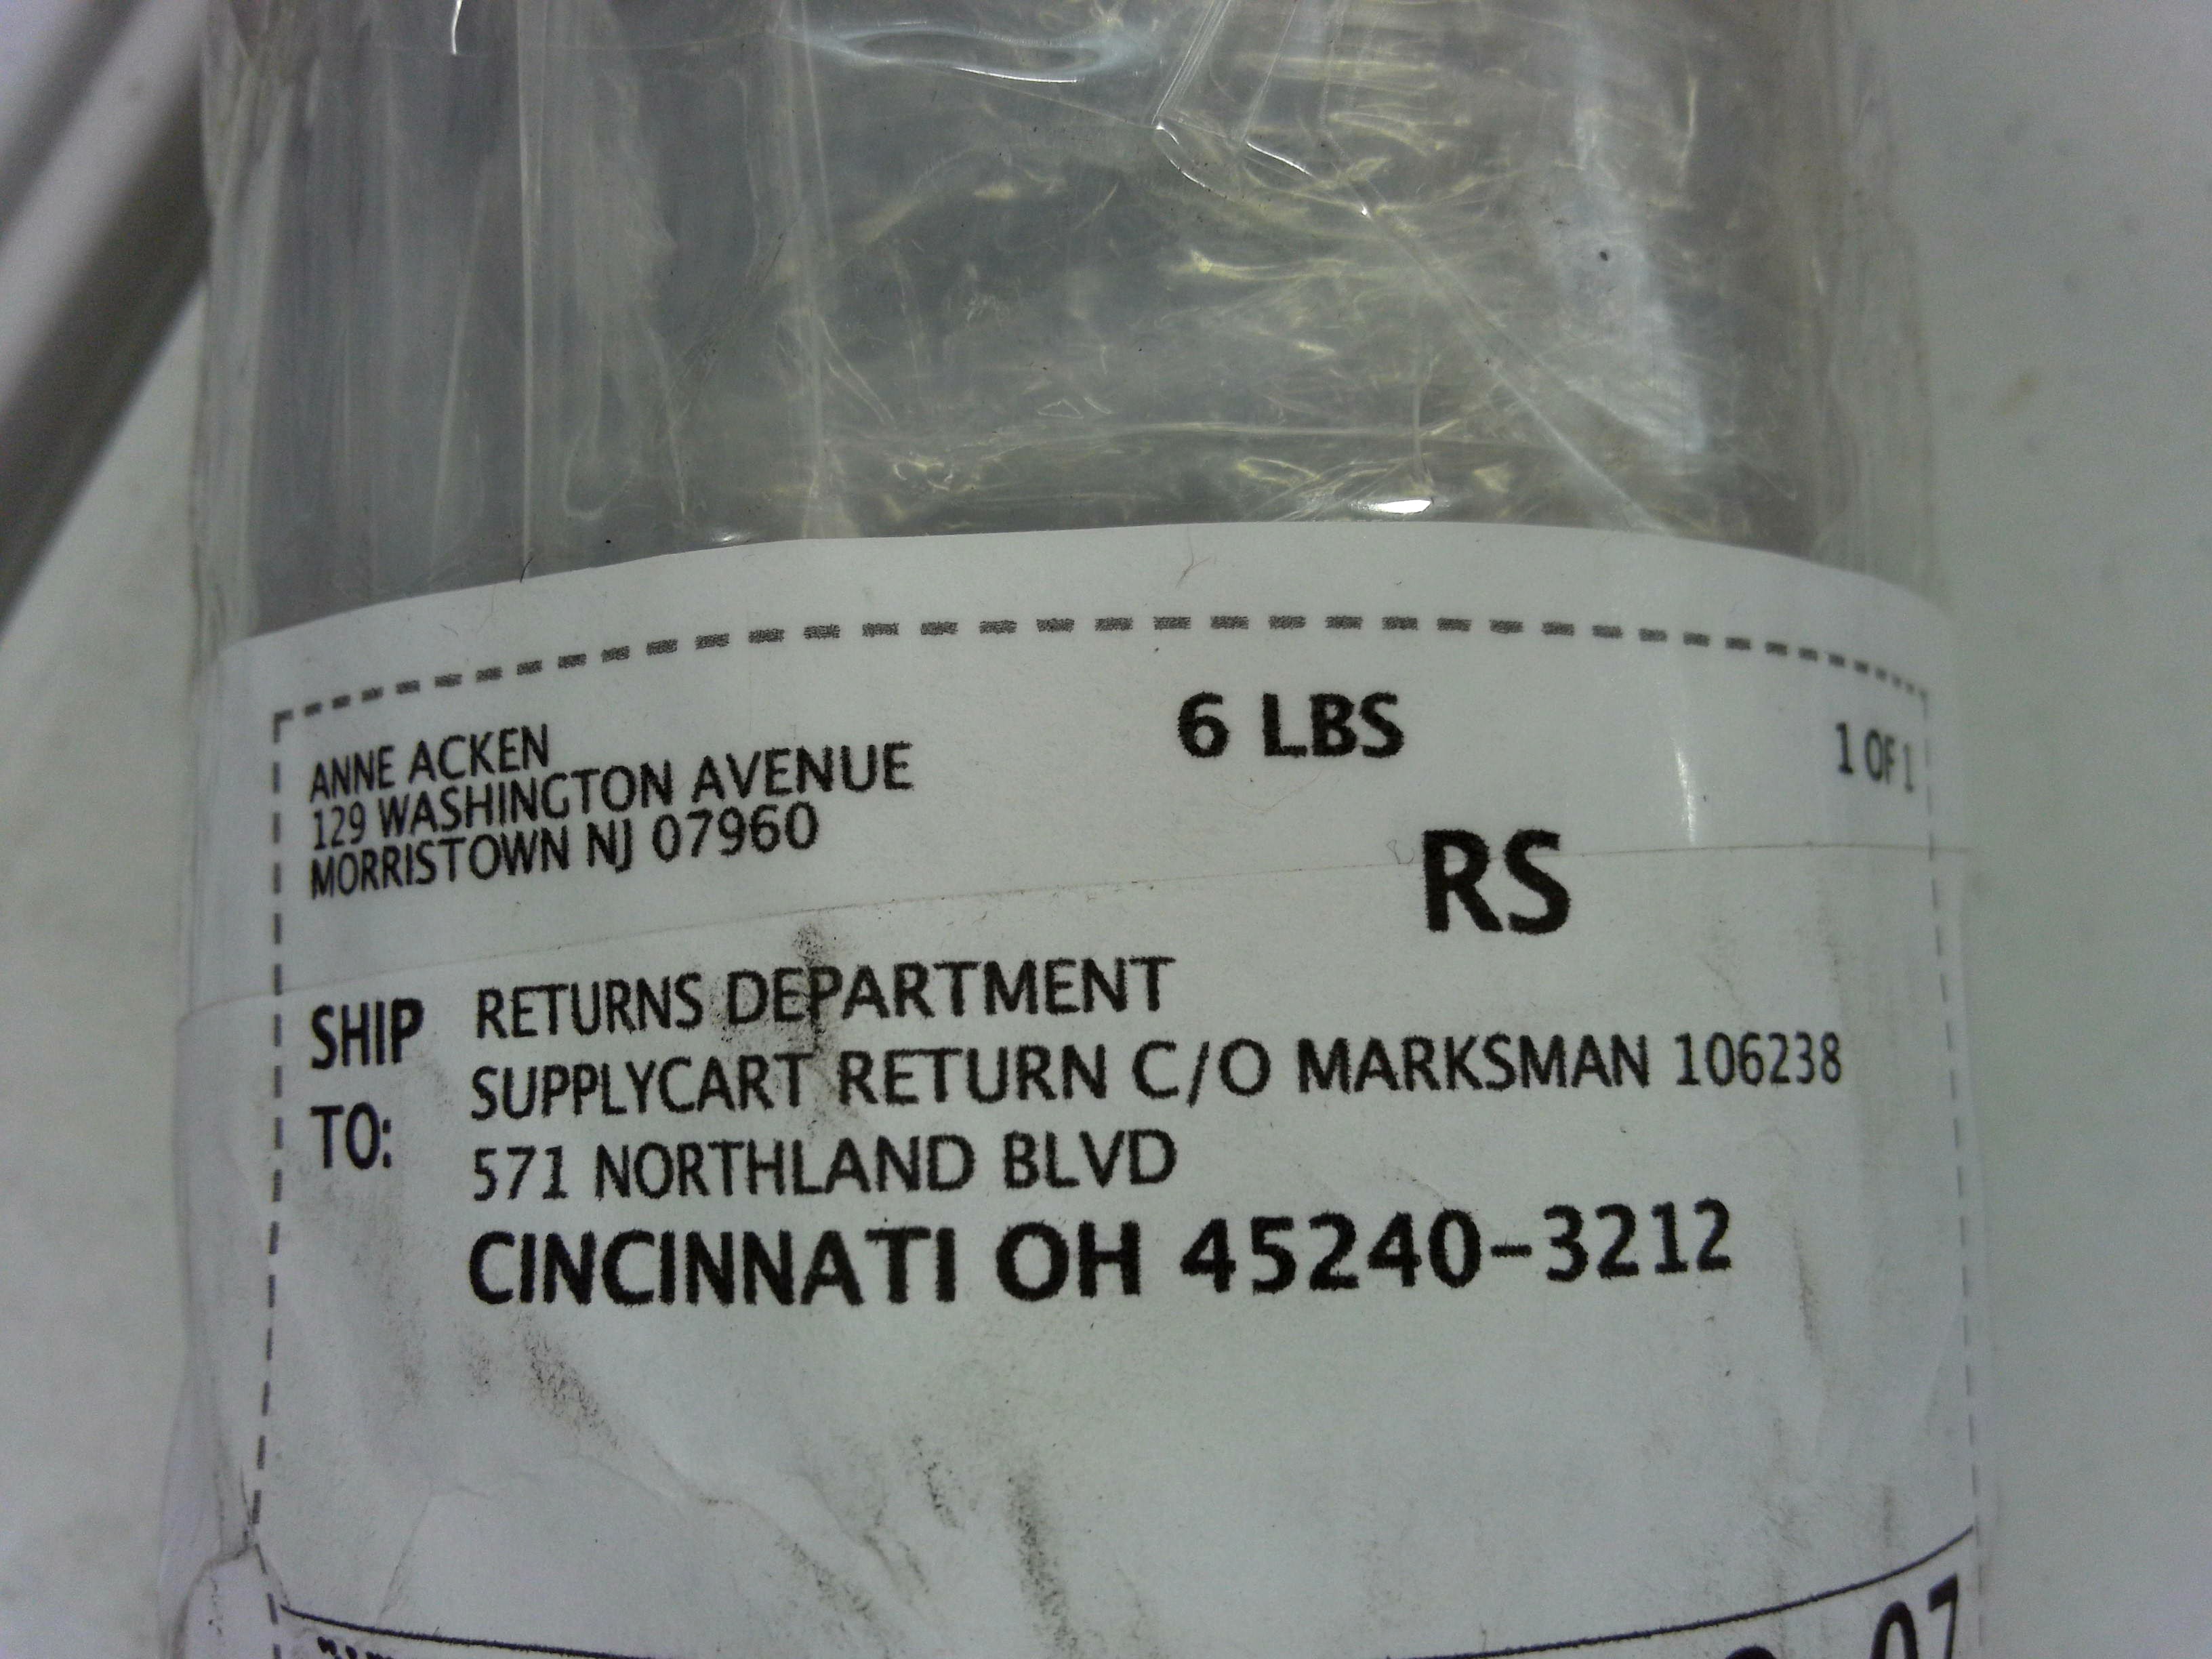 ANNE ACKEN
129 WASHINGTON AVENUE
MORRISTOWN NJ 07960
6 LBS
1 OF 1
RS
SHIP TO:
RETURNS DEPARTMENT
SUPPLYCART RETURN C/O MARKSMAN 106238
571 NORTHLAND BLVD
CINCINNATI OH 45240-3212
07